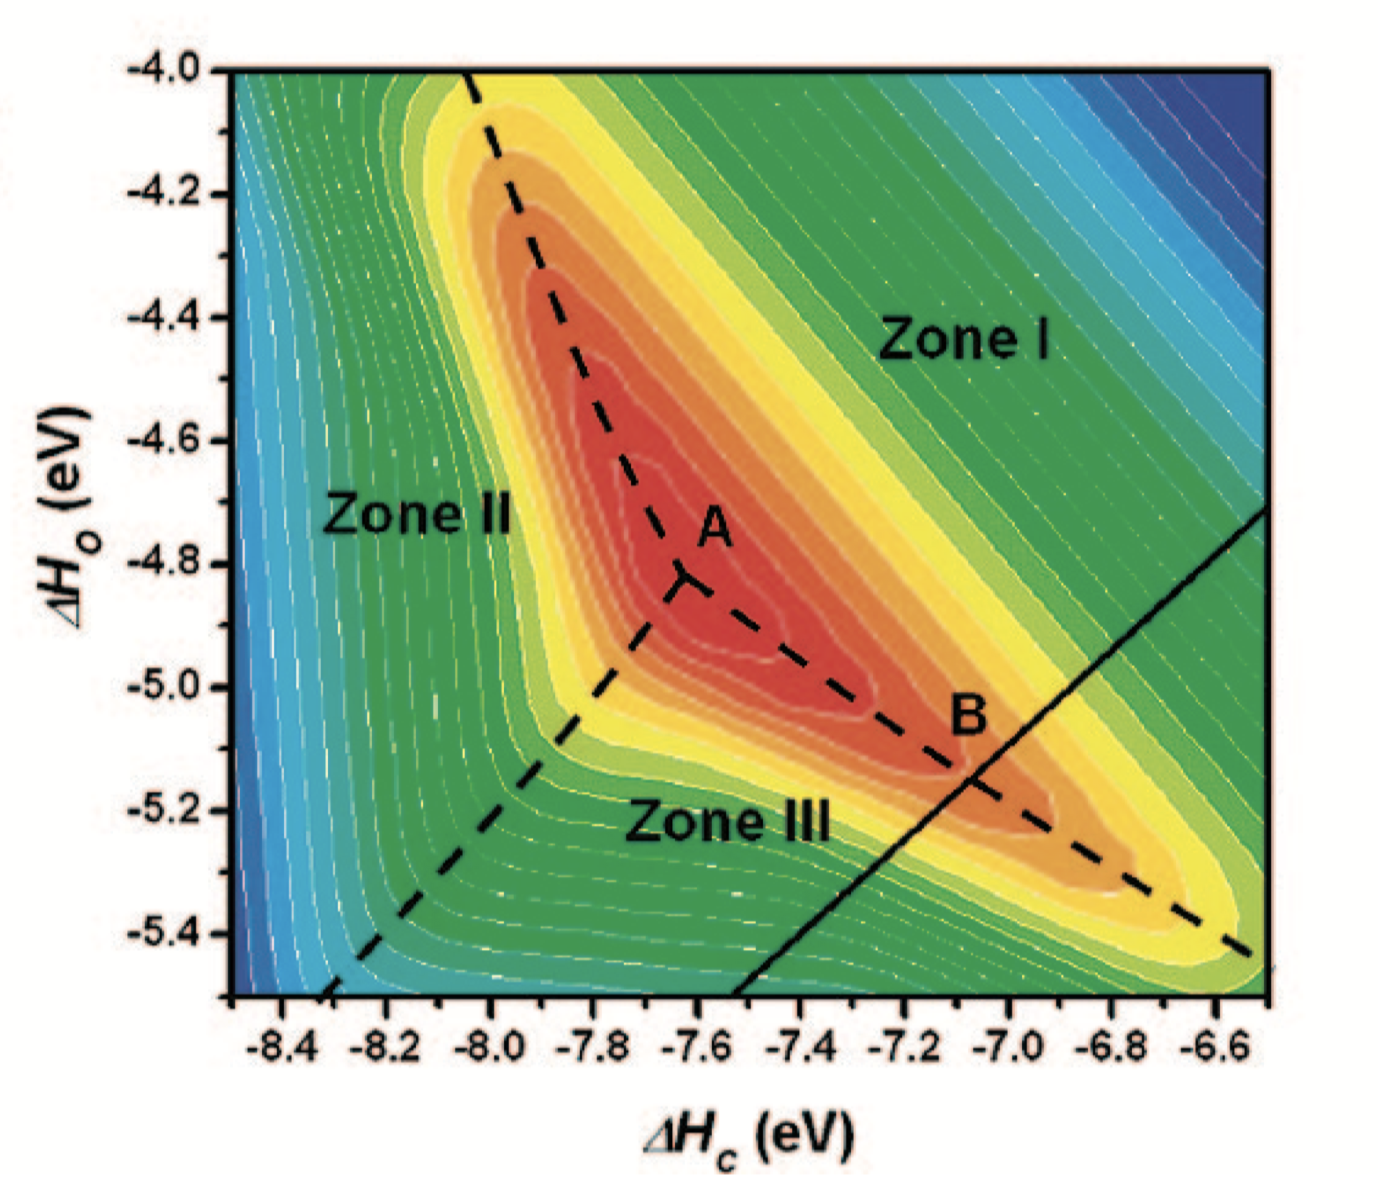 -4.0
-4.2
-4.4
-4.6
-4.8
-5.0
-5.2
-5.4
ΔHo (eV)
Zone I
Zone II
A
B
Zone III
-8.4 -8.2 -8.0 -7.8 -7.6 -7.4 -7.2 -7.0 -6.8 -6.6
ΔHc (eV)